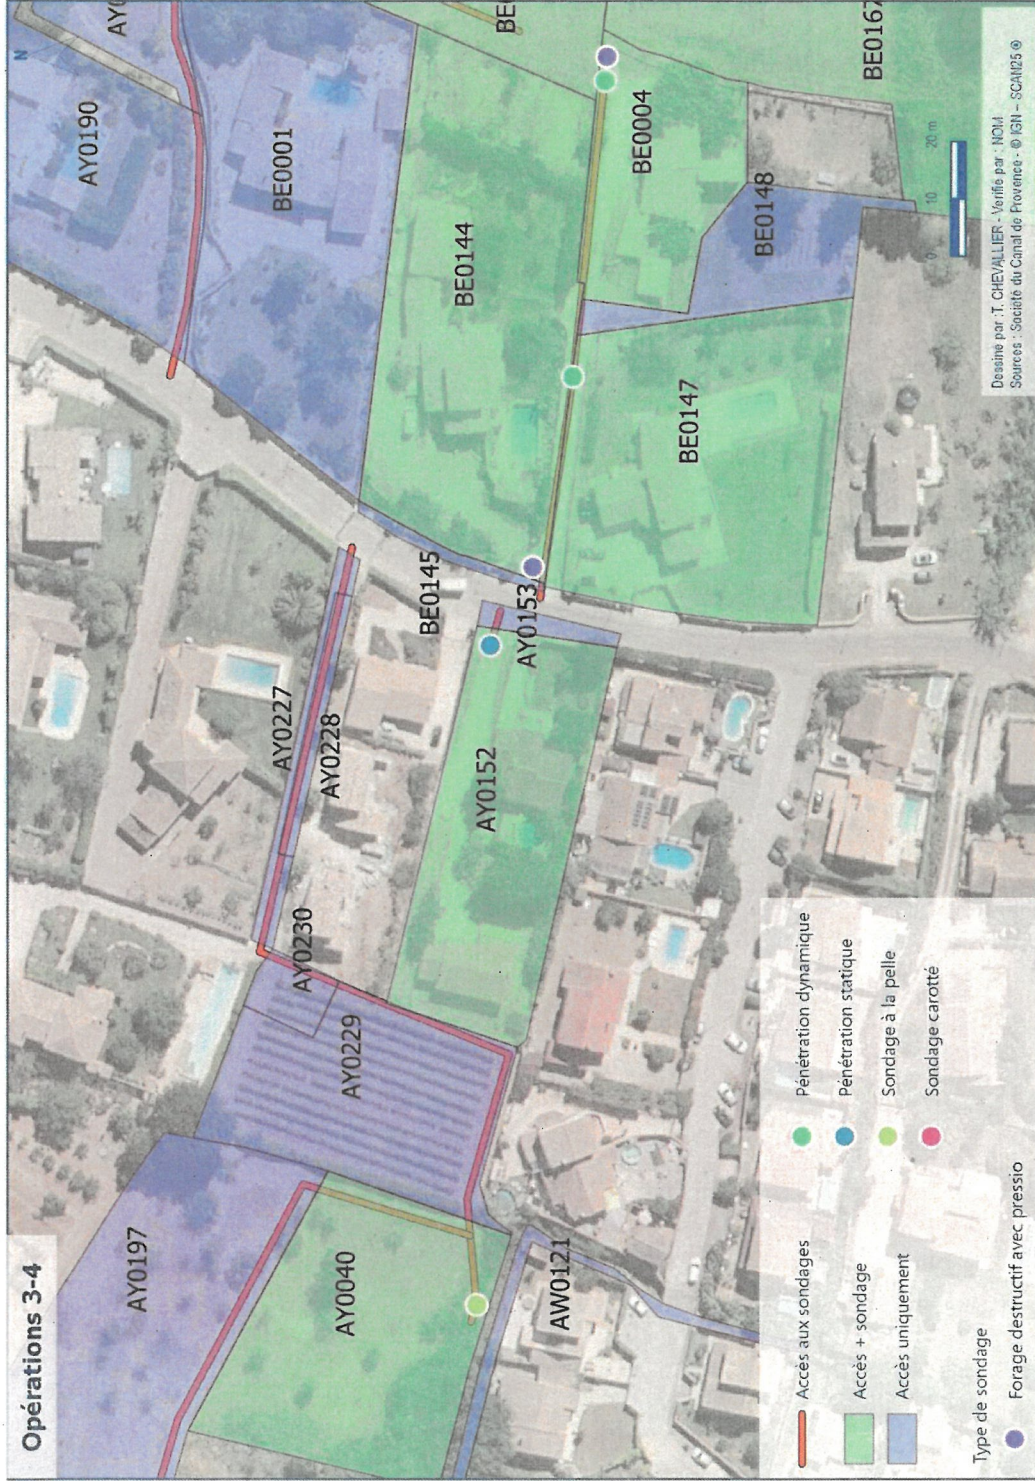 Opérations 3-4
N
AY0190
BE0001
BE0144
BE0004
BE0167
BE0148
BE0147
BE0145
AY0153
AY0227
AY0228
AY0152
AY0230
AY0229
AY0197
AY0040
AW0121
Accès aux sondages
Accès + sondage
Accès uniquement
Type de sondage
Forage destructif avec pressio
Pénétration dynamique
Pénétration statique
Sondage à la pelle
Sondage carotté
0 10 20 m
Dessiné par : T. CHEVALLIER - Vérifié par : NOM
Sources : Société du Canal de Provence - © IGN - SCAN25 ®